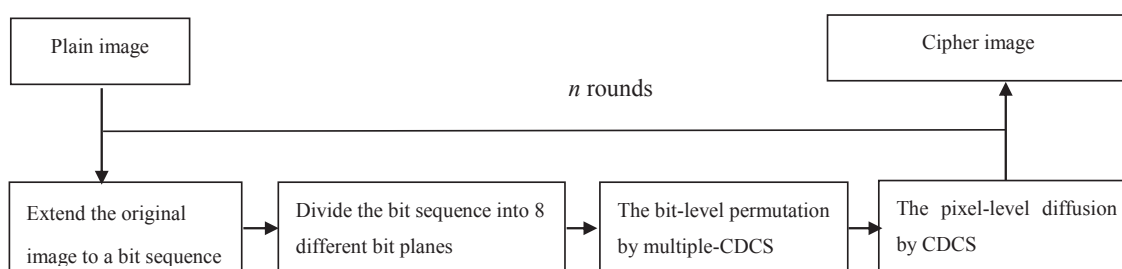 Plain image
Cipher image
n rounds
Extend the original
image to a bit sequence
Divide the bit sequence into 8
different bit planes
The bit-level permutation
by multiple-CDCS
The pixel-level diffusion
by CDCS